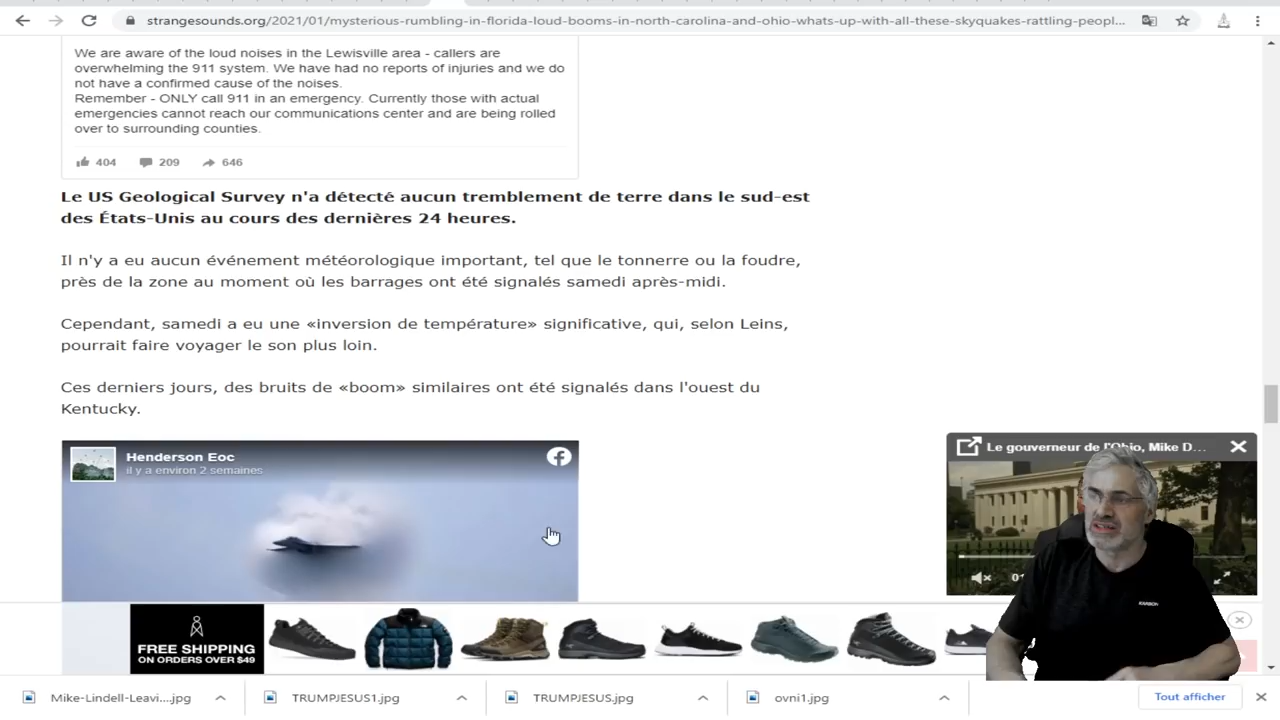 strangesounds.org/2021/01/mysterious-rumbling-in-florida-loud-booms-in-north-carolina-and-ohio-whats-up-with-all-these-skyquakes-rattling-peopl...
We are aware of the loud noises in the Lewisville area - callers are
overwhelming the 911 system. We have had no reports of injuries and we do
not have a confirmed cause of the noises.
Remember - ONLY call 911 in an emergency. Currently those with actual
emergencies cannot reach our communications center and are being rolled
over to surrounding counties.
404 209 646
Le US Geological Survey n'a détecté aucun tremblement de terre dans le sud-est
des États-Unis au cours des dernières 24 heures.
Il n'y a eu aucun événement météorologique important, tel que le tonnerre ou la foudre,
près de la zone au moment où les barrages ont été signalés samedi après-midi.
Cependant, samedi a eu une «inversion de température» significative, qui, selon Leins,
pourrait faire voyager le son plus loin.
Ces derniers jours, des bruits de «boom» similaires ont été signalés dans l'ouest du
Kentucky.
Henderson Eoc
il y a environ 2 semaines
Le gouverneur de l'Ohio, Mike D...
FREE SHIPPING
ON ORDERS OVER $49
Mike-Lindell-Leavi....jpg
TRUMPJESUS1.jpg
TRUMPJESUS.jpg
ovni1.jpg
Tout afficher